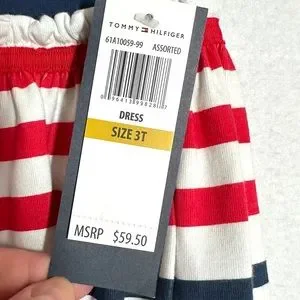 TOMMY HILFIGER
61A10059-99 ASSORTED
DRESS
SIZE 3T
MSRP $59.50